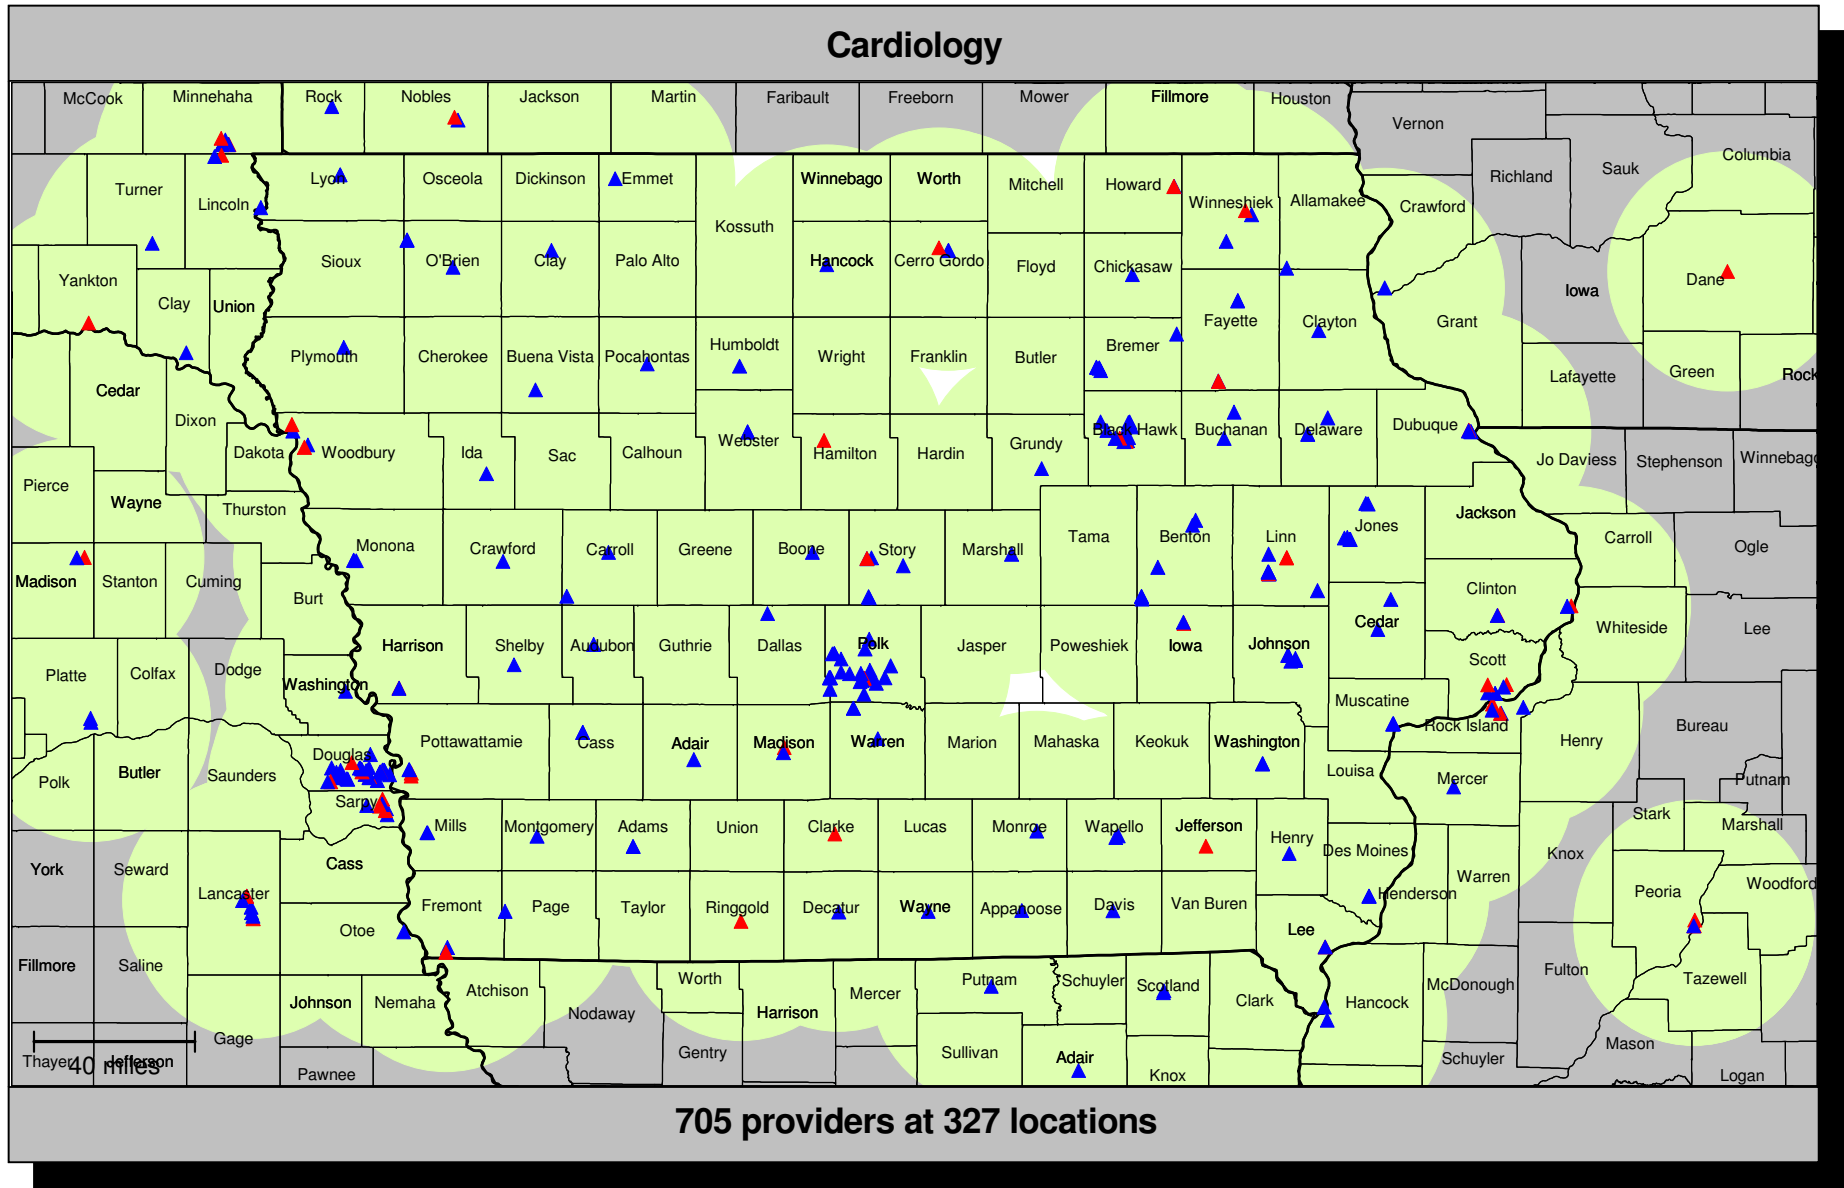 Cardiology
McCook
Minnehaha
Rock
Nobles
Jackson
Martin
Faribault
Freeborn
Mower
Fillmore
Houston
Vernon
Columbia
Sauk
Richland
Turner
Lincoln
Lyon
Osceola
Dickinson
Emmet
Winnebago
Worth
Mitchell
Howard
Winneshiek
Allamakee
Crawford
Kossuth
Yankton
Clay
Union
Sioux
O'Brien
Clay
Palo Alto
Hancock
Cerro Gordo
Floyd
Chickasaw
Iowa
Dane
Fayette
Clayton
Grant
Plymouth
Cherokee
Buena Vista
Pocahontas
Humboldt
Wright
Franklin
Butler
Bremer
Lafayette
Green
Rock
Cedar
Dixon
Dakota
Woodbury
Ida
Sac
Calhoun
Webster
Hamilton
Hardin
Grundy
Black Hawk
Buchanan
Delaware
Dubuque
Jo Daviess
Stephenson
Winnebago
Pierce
Wayne
Thurston
Monona
Crawford
Carroll
Greene
Boone
Story
Marshall
Tama
Benton
Linn
Jones
Jackson
Carroll
Ogle
Madison
Stanton
Cuming
Burt
Clinton
Cedar
Whiteside
Lee
Harrison
Shelby
Audubon
Guthrie
Dallas
Polk
Jasper
Poweshiek
Iowa
Johnson
Scott
Platte
Colfax
Dodge
Washington
Muscatine
Rock Island
Bureau
Henry
Pottawattamie
Cass
Adair
Madison
Warren
Marion
Mahaska
Keokuk
Washington
Louisa
Mercer
Putnam
Polk
Butler
Saunders
Douglas
Sarpy
Mills
Montgomery
Adams
Union
Clarke
Lucas
Monroe
Wapello
Jefferson
Henry
Des Moines
Stark
Marshall
Knox
York
Seward
Cass
Lancaster
Warren
Henderson
Peoria
Woodford
Fremont
Page
Taylor
Ringgold
Decatur
Wayne
Appanoose
Davis
Van Buren
Lee
Otoe
Fillmore
Saline
Johnson
Nemaha
Atchison
Nodaway
Worth
Harrison
Mercer
Putnam
Schuyler
Scotland
Clark
Hancock
McDonough
Fulton
Tazewell
Gage
Gentry
Sullivan
Adair
Knox
Schuyler
Mason
Logan
Thayer
Jefferson
40 miles
Pawnee
705 providers at 327 locations